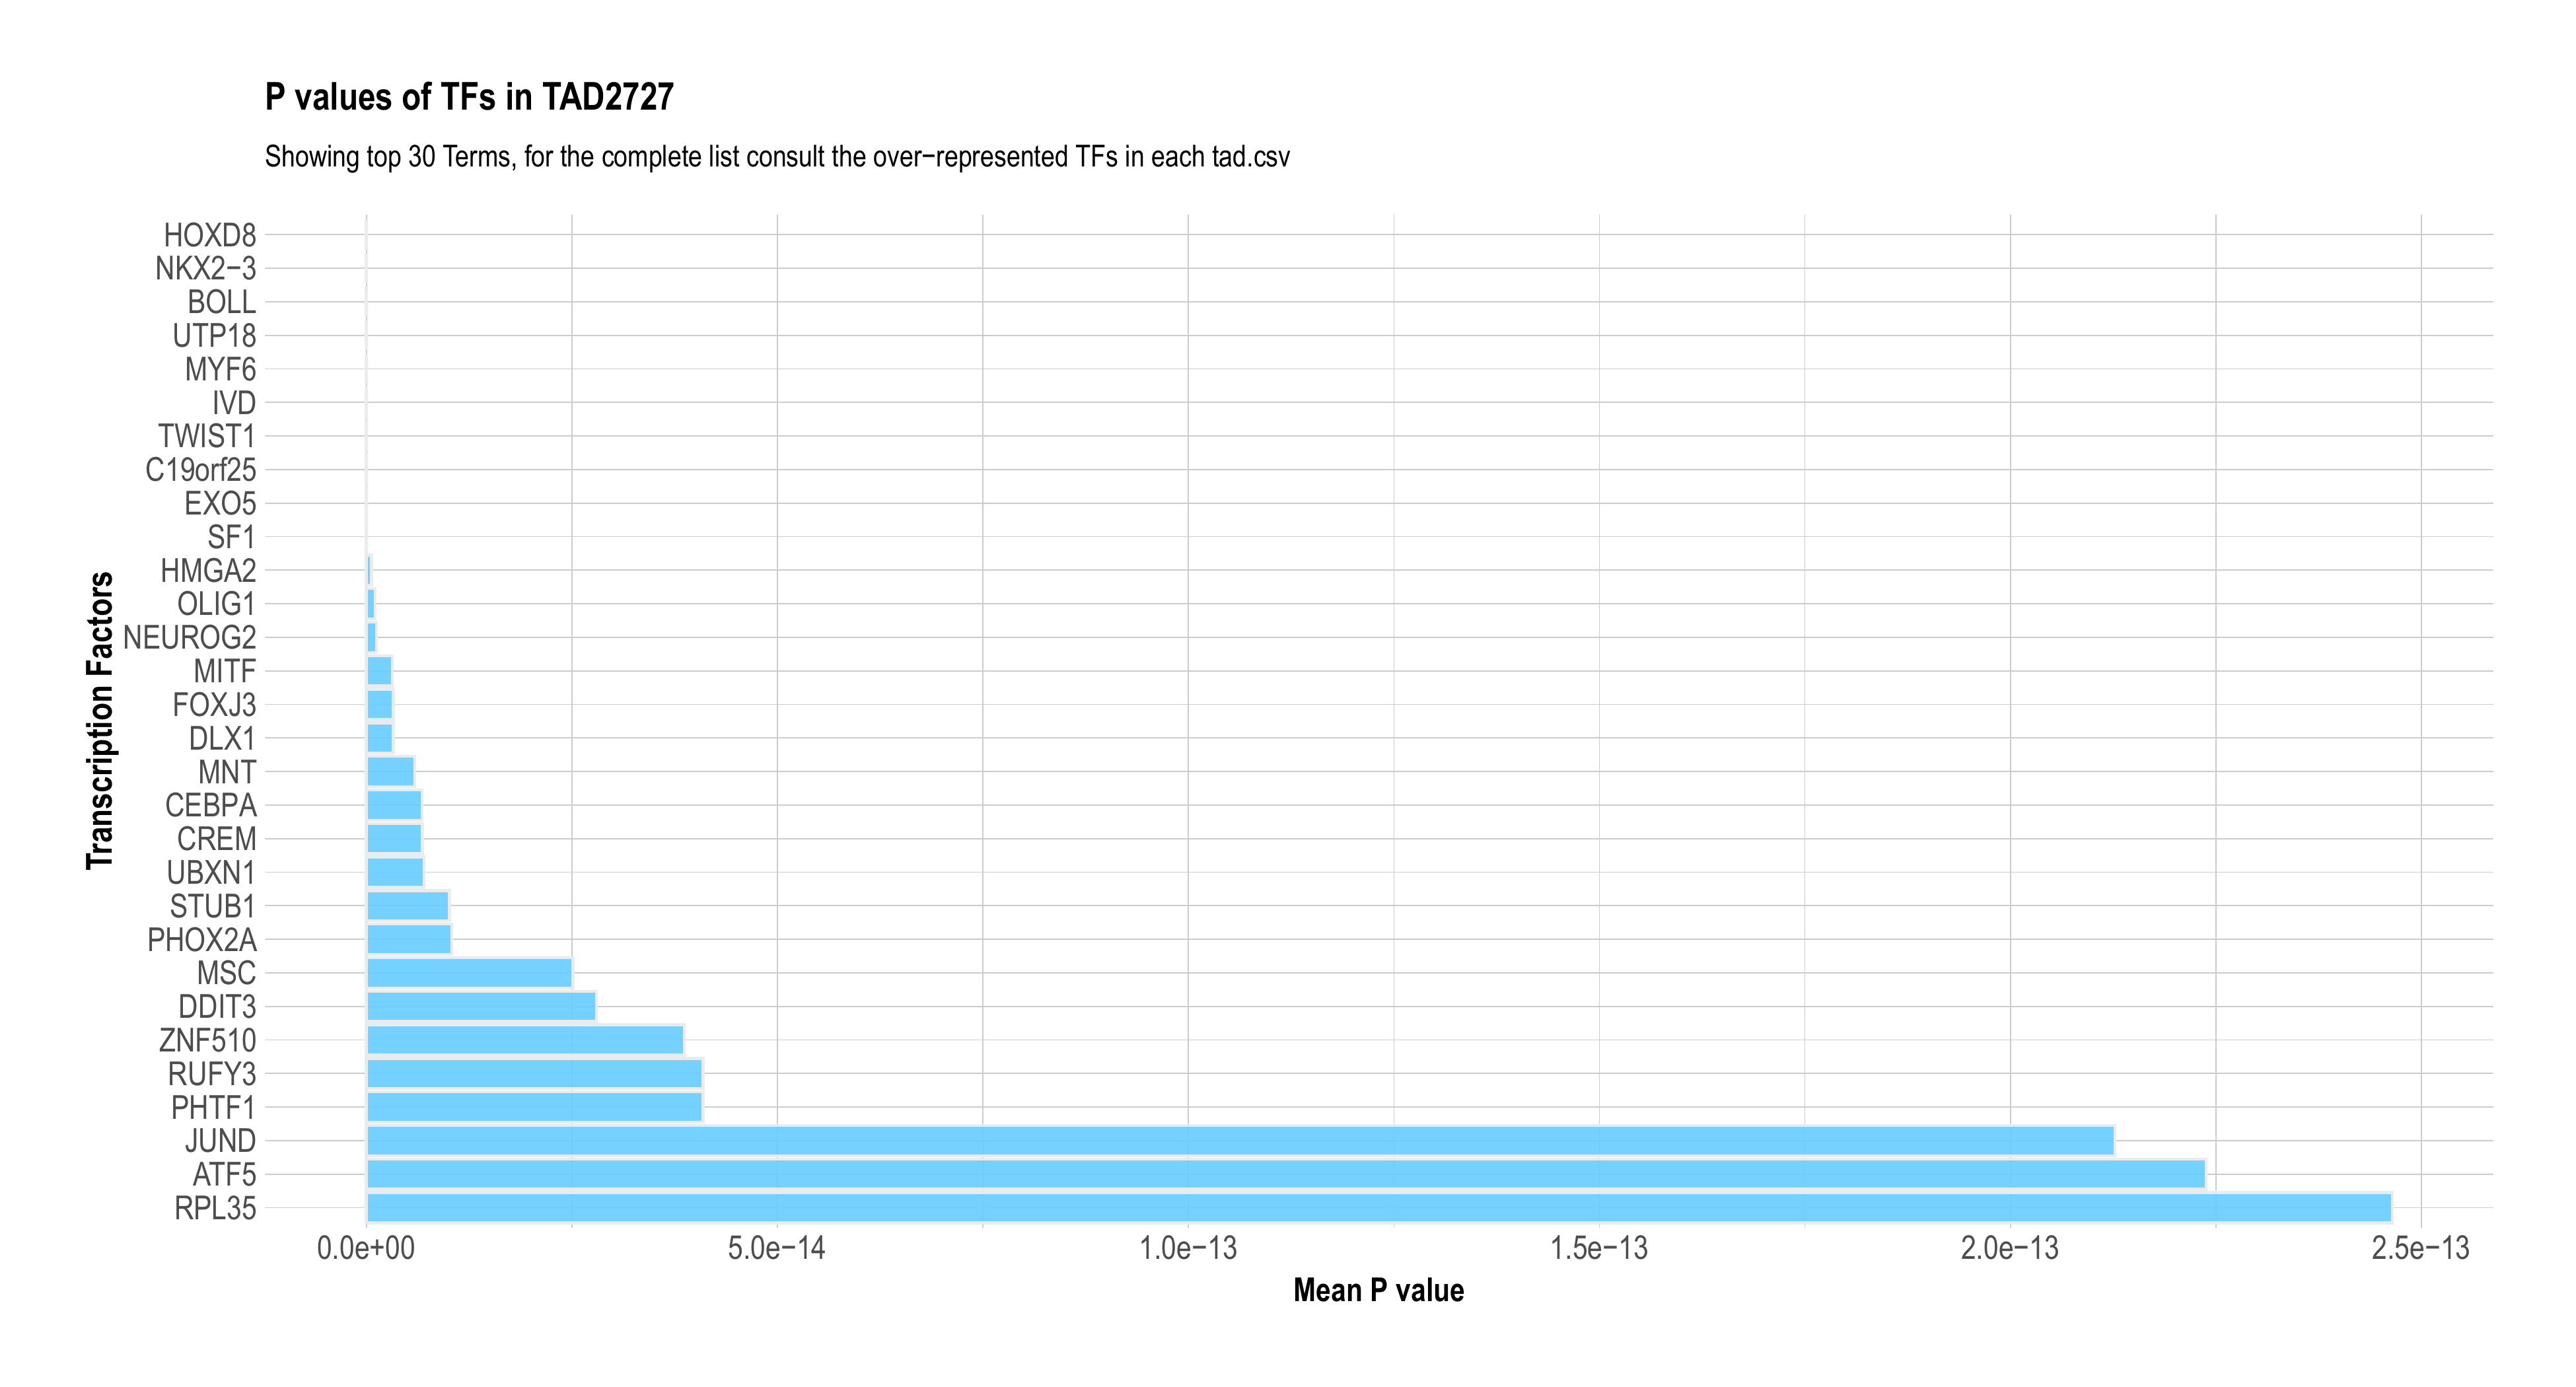 P values of TFs in TAD2727
Showing top 30 Terms, for the complete list consult the over−represented TFs in each tad.csv
Transcription Factors
HOXD8
NKX2−3
BOLL
UTP18
MYF6
IVD
TWIST1
C19orf25
EXO5
SF1
HMGA2
OLIG1
NEUROG2
MITF
FOXJ3
DLX1
MNT
CEBPA
CREM
UBXN1
STUB1
PHOX2A
MSC
DDIT3
ZNF510
RUFY3
PHTF1
JUND
ATF5
RPL35
0.0e+00 5.0e−14 1.0e−13 1.5e−13 2.0e−13 2.5e−13
Mean P value